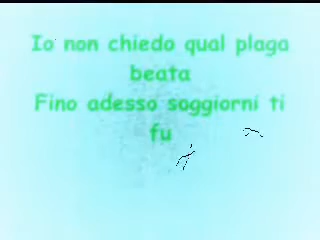 Io non chiedo qual plaga
beata
Fino adesso soggiorni ti
fu